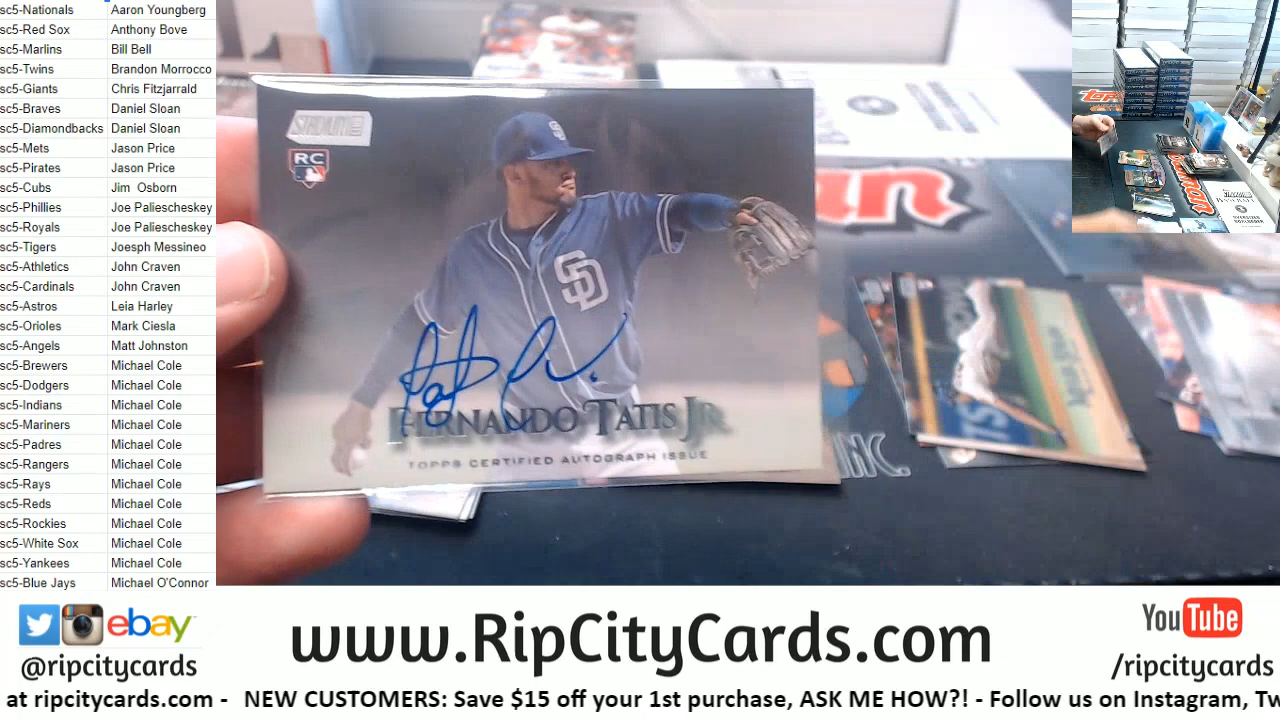 sc5-Nationals Aaron Youngberg
sc5-Red Sox Anthony Bove
sc5-Marlins Bill Bell
sc5-Twins Brandon Morrocco
sc5-Giants Chris Fitzjarrald
sc5-Braves Daniel Sloan
sc5-Diamondbacks Daniel Sloan
sc5-Mets Jason Price
sc5-Pirates Jason Price
sc5-Cubs Jim Osborn
sc5-Phillies Joe Paliescheskey
sc5-Royals Joe Paliescheskey
sc5-Tigers Joesph Messineo
sc5-Athletics John Craven
sc5-Cardinals John Craven
sc5-Astros Leia Harley
sc5-Orioles Mark Ciesla
sc5-Angels Matt Johnston
sc5-Brewers Michael Cole
sc5-Dodgers Michael Cole
sc5-Indians Michael Cole
sc5-Mariners Michael Cole
sc5-Padres Michael Cole
sc5-Rangers Michael Cole
sc5-Rays Michael Cole
sc5-Reds Michael Cole
sc5-Rockies Michael Cole
sc5-White Sox Michael Cole
sc5-Yankees Michael Cole
sc5-Blue Jays Michael O'Connor
STADIUM
RC
SD
SD
FERNANDO TATIS JR
TOPPS CERTIFIED AUTOGRAPH ISSUE
INC
ebay
@ripcitycards
www.RipCityCards.com
YouTube
/ripcitycards
at ripcitycards.com - NEW CUSTOMERS: Save $15 off your 1st purchase, ASK ME HOW?! - Follow us on Instagram, Tw